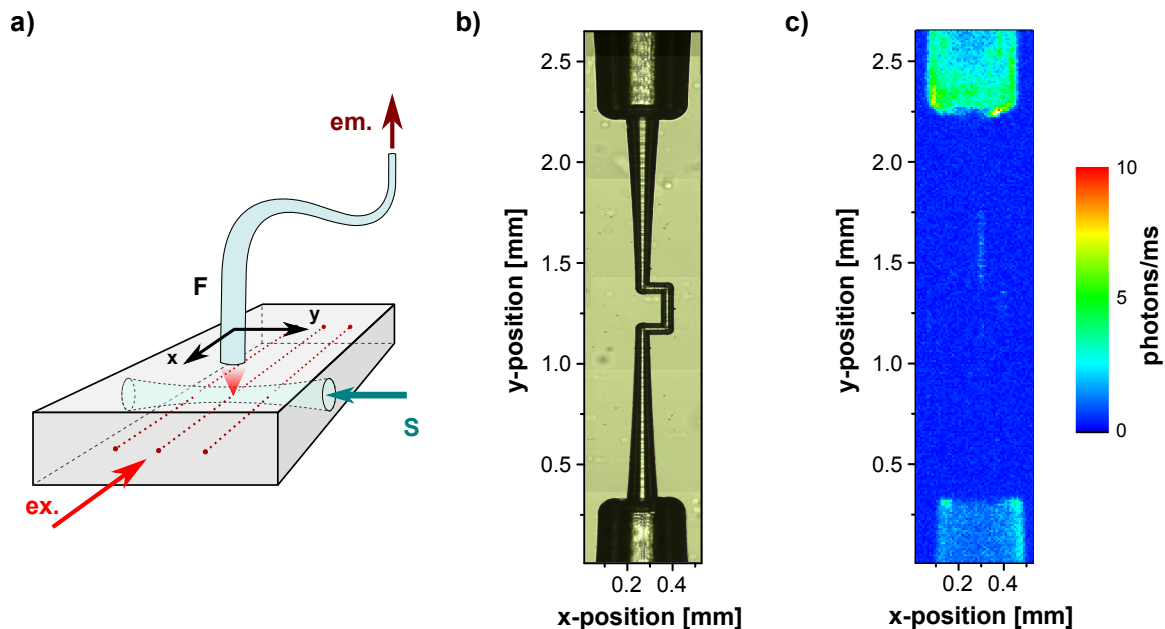 a)
em.
F
y
x
S
ex.
b)
y-position [mm]
2.5
2.0
1.5
1.0
0.5
0.2 0.4
x-position [mm]
c)
y-position [mm]
2.5
2.0
1.5
1.0
0.5
0.2 0.4
x-position [mm]
10
5
0
photons/ms